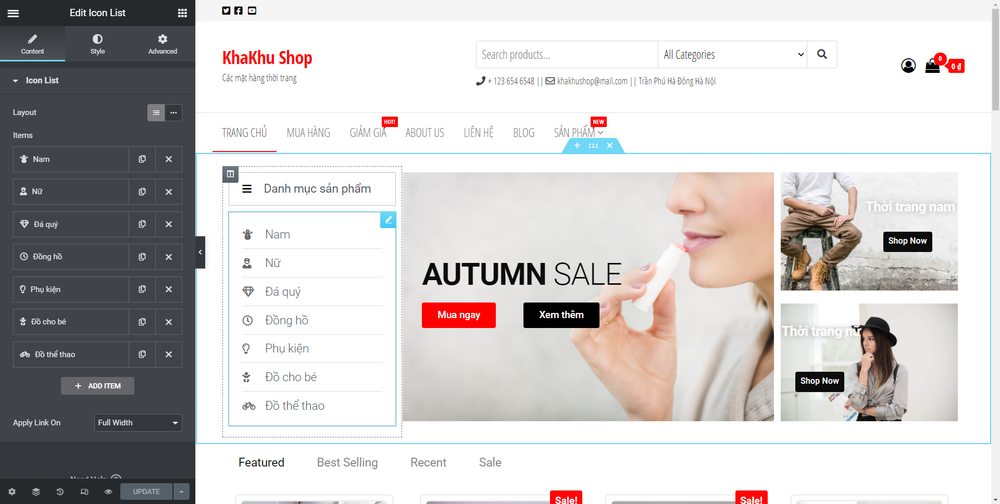 Edit Icon List
Content
Style
Advanced
Icon List
Layout
Items
Nam
Nữ
Đá quý
Đồng hồ
Phụ kiện
Đồ cho bé
Đồ thể thao
ADD ITEM
Apply Link On
Full Width
Need Help
UPDATE
KhaKhu Shop
Các mặt hàng thời trang
Search products...
All Categories
+ 123 654 6548 || khakhushop@mail.com || Trần Phú Hà Đông Hà Nội
0
0 ₫
HOT!
NEW
TRANG CHỦ
MUA HÀNG
GIẢM GIÁ
ABOUT US
LIÊN HỆ
BLOG
SẢN PHẨM
Danh mục sản phẩm
Nam
Nữ
Đá quý
Đồng hồ
Phụ kiện
Đồ cho bé
Đồ thể thao
AUTUMN SALE
Mua ngay
Xem thêm
Thời trang nam
Shop Now
Thời trang nữ
Shop Now
Featured
Best Selling
Recent
Sale
Sale!
Sale!